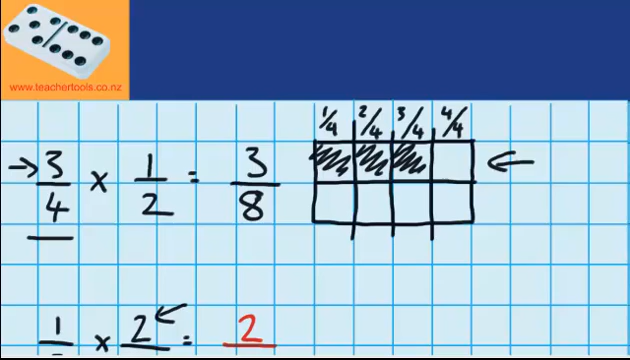 www.teachertools.co.nz
1/4 2/4 3/4 4/4
→ 3/4 × 1/2 = 3/8 ←
1 × 2 ← = 2